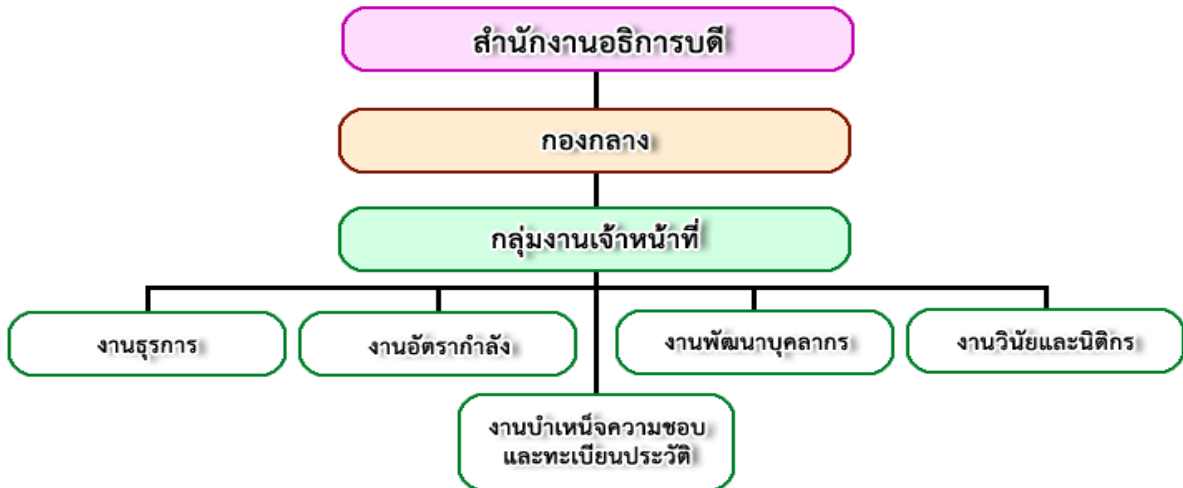 สำนักงานอธิการบดี
กองกลาง
กลุ่มงานเจ้าหน้าที่
งานธุรการ
งานอัตรากำลัง
งานพัฒนาบุคลากร
งานวินัยและนิติกร
งานบำเหน็จความชอบ
และทะเบียนประวัติ